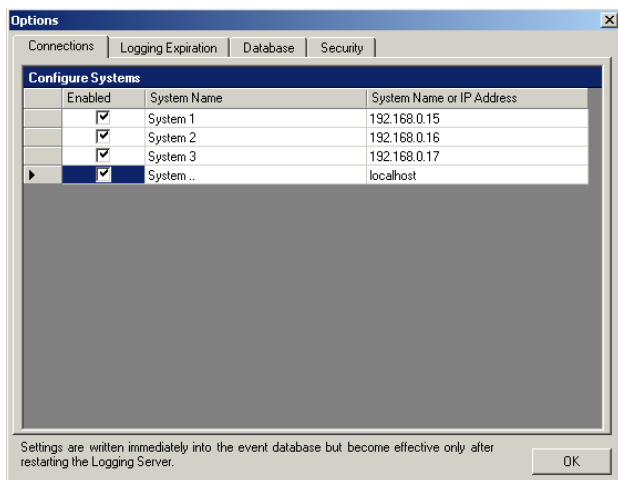 Options
Connections Logging Expiration Database Security
Configure Systems
Enabled System Name System Name or IP Address
System 1 192.168.0.15
System 2 192.168.0.16
System 3 192.168.0.17
System .. localhost
Settings are written immediately into the event database but become effective only after
restarting the Logging Server.
OK